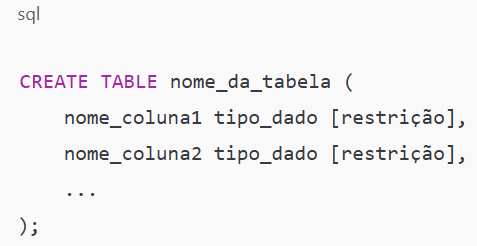 sql
CREATE TABLE nome_da_tabela (
nome_coluna1 tipo_dado [restrição],
nome_coluna2 tipo_dado [restrição],
...
);